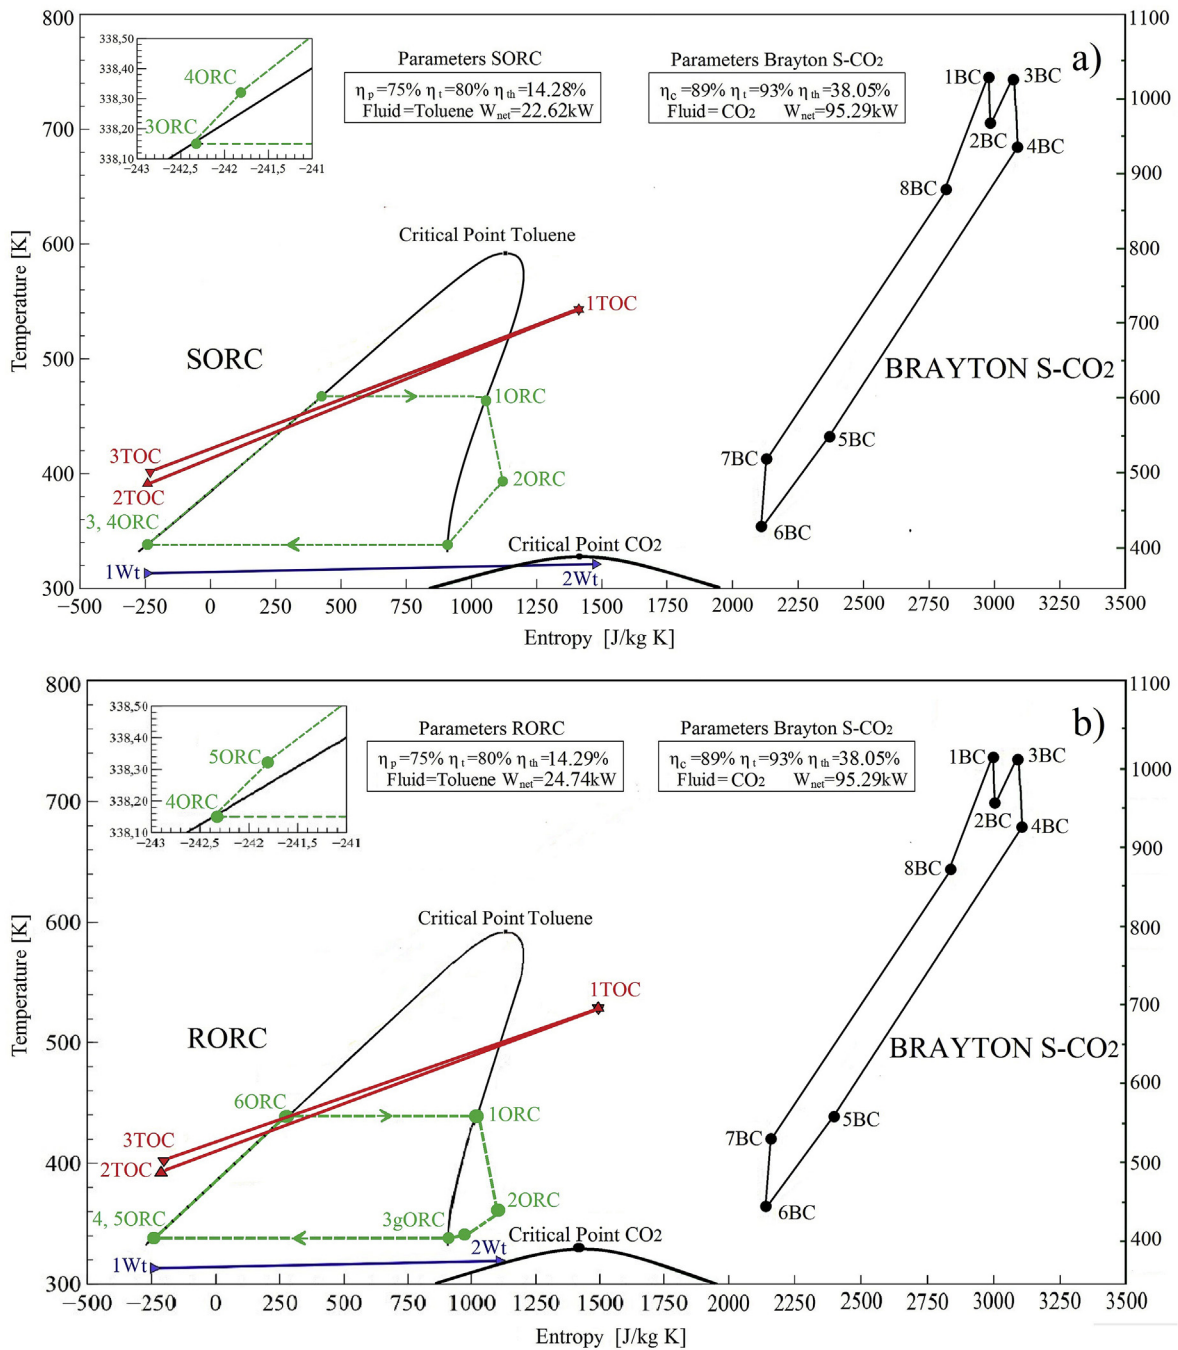 800
1100
a)
338,50
338,40
338,30
338,20
338,10
4ORC
3ORC
−243
−242,5
−242
−241,5
−241
Parameters SORC
η p =75% η t =80% η th=14.28%
Fluid=Toluene Wnet=22.62kW
Parameters Brayton S-CO2
ηc =89% η t =93% η th=38.05%
Fluid=CO2 Wnet=95.29kW
1BC
3BC
1000
700
2BC
4BC
900
8BC
600
800
Critical Point Toluene
Temperature [K]
1TOC
700
SORC
BRAYTON S-CO2
500
1ORC
600
5BC
3TOC
7BC
400
2TOC
2ORC
500
3, 4ORC
6BC
Critical Point CO2
400
1Wt
2Wt
300
−500
−250
0
250
500
750
1000
1250
1500
1750
2000
2250
2500
2750
3000
3250
3500
Entropy [J/kg K]
800
1100
b)
338,50
338,40
338,30
338,20
338,10
5ORC
4ORC
−243
−242,5
−242
−241,5
−241
Parameters RORC
η p =75% η t =80% η th=14.29%
Fluid=Toluene Wnet=24.74kW
Parameters Brayton S-CO2
ηc =89% η t =93% η th=38.05%
Fluid=CO2 Wnet=95.29kW
1BC
3BC
1000
700
2BC
4BC
900
8BC
600
800
Critical Point Toluene
Temperature [K]
1TOC
700
RORC
BRAYTON S-CO2
500
6ORC
1ORC
600
5BC
3TOC
7BC
400
2TOC
500
2ORC
4, 5ORC
3gORC
6BC
Critical Point CO2
400
1Wt
2Wt
300
−500
−250
0
250
500
750
1000
1250
1500
1750
2000
2250
2500
2750
3000
3250
3500
Entropy [J/kg K]